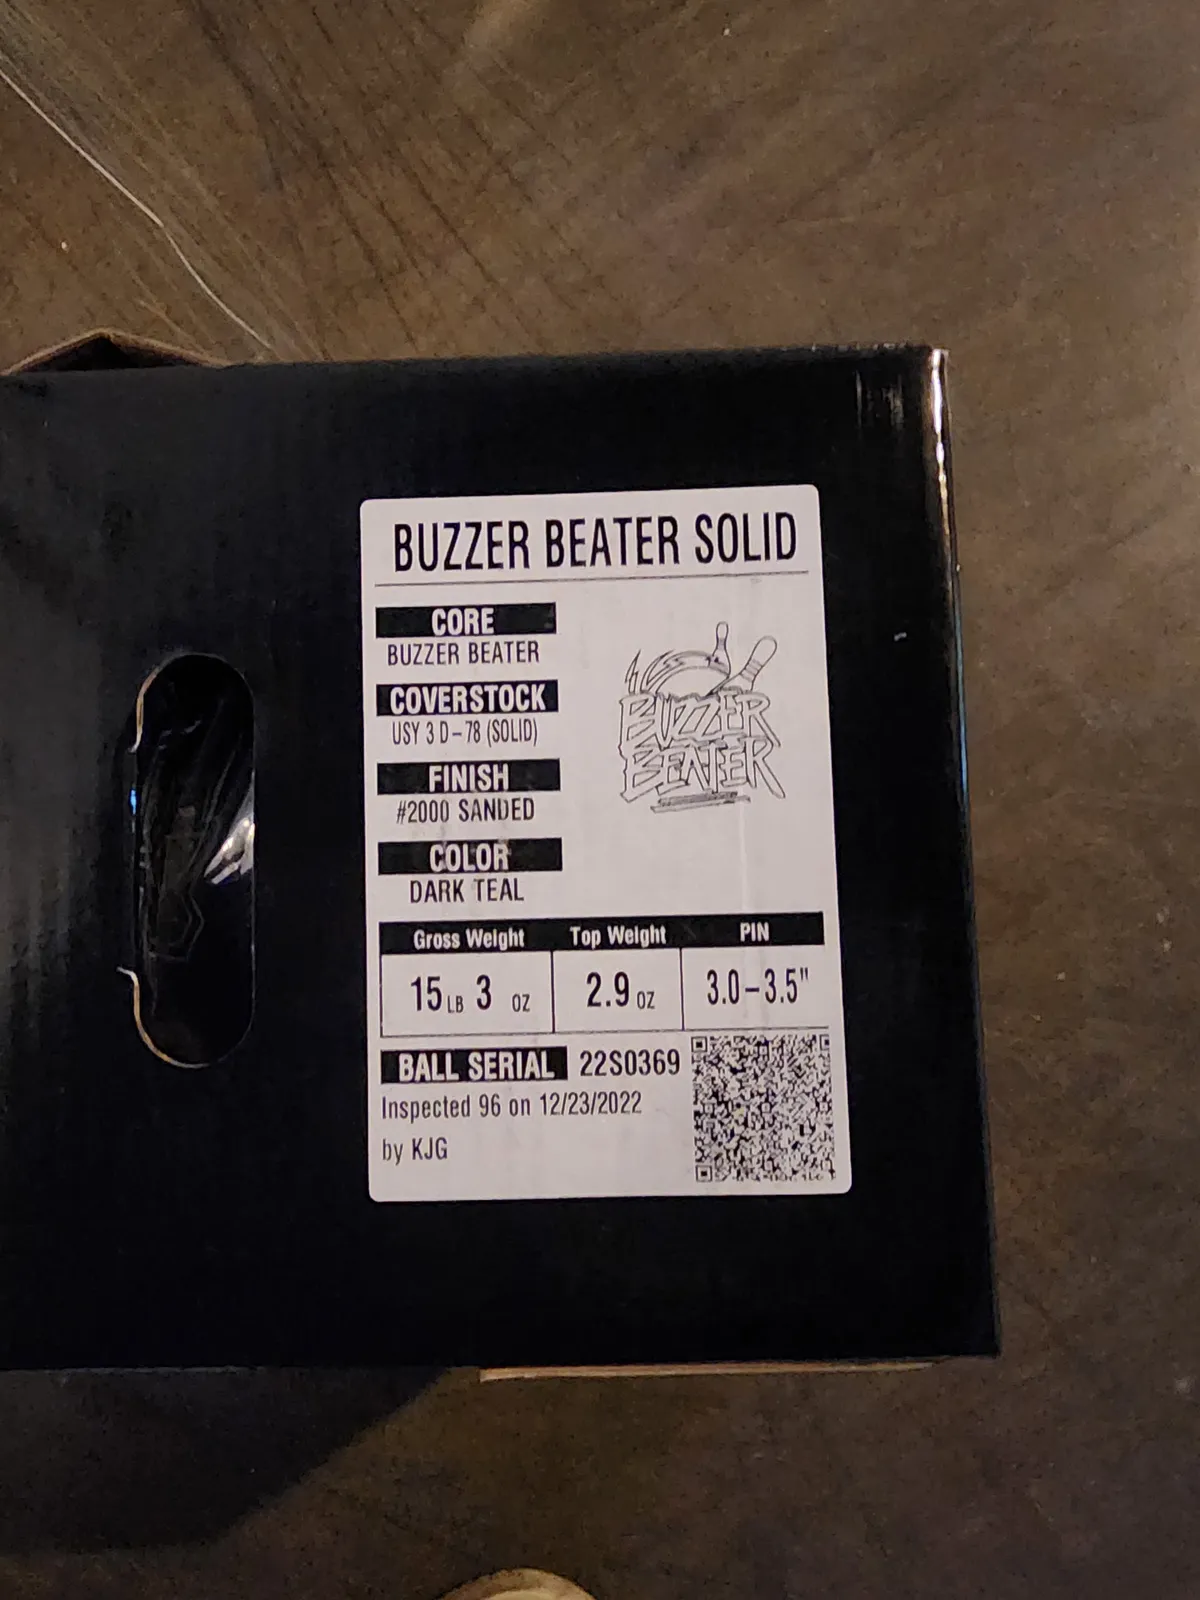 BUZZER BEATER SOLID
CORE
BUZZER BEATER
COVERSTOCK
USY 3 D-78 (SOLID)
FINISH
#2000 SANDED
COLOR
DARK TEAL
BUZZER
BEATER
Gross Weight Top Weight PIN
15 LB 3 OZ 2.9 OZ 3.0-3.5"
BALL SERIAL 22S0369
Inspected 96 on 12/23/2022
by KJG